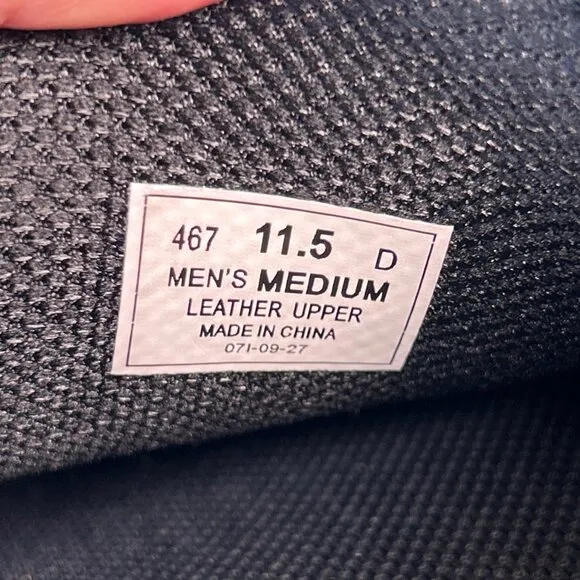 467 11.5 D
MEN'S MEDIUM
LEATHER UPPER
MADE IN CHINA
071-09-27